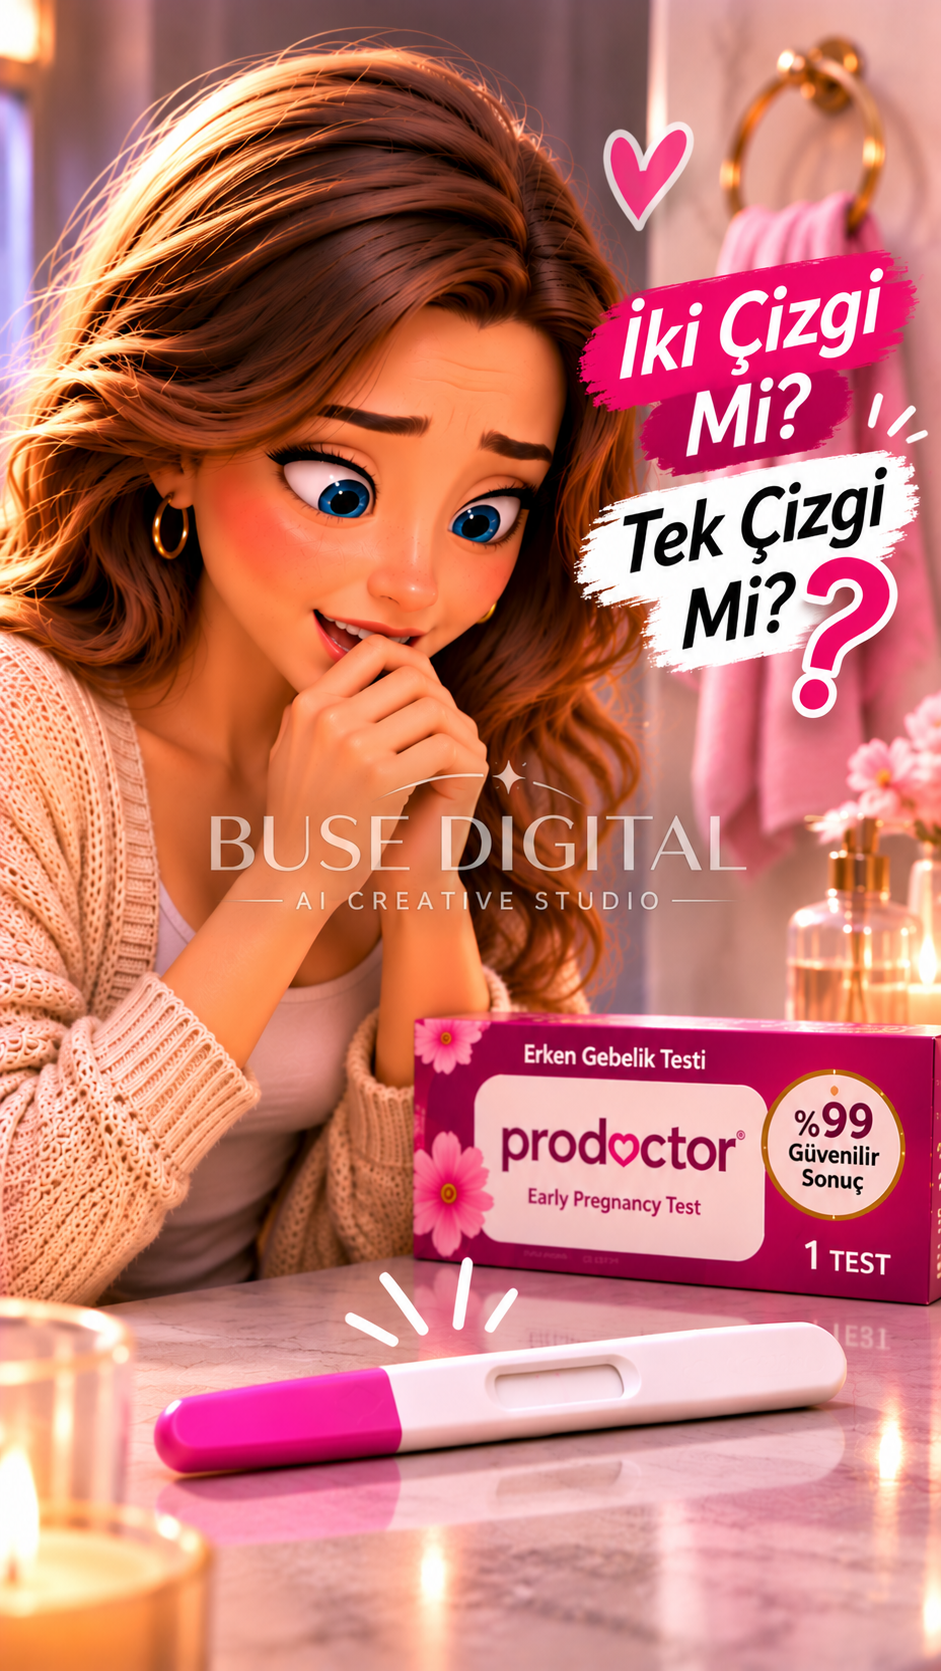 İki Çizgi
Mi?
Tek Çizgi
Mi?
?
BUSE DIGITAL
AI CREATIVE STUDIO
Erken Gebelik Testi
prodoctor®
Early Pregnancy Test
%99
Güvenilir
Sonuç
1 TEST